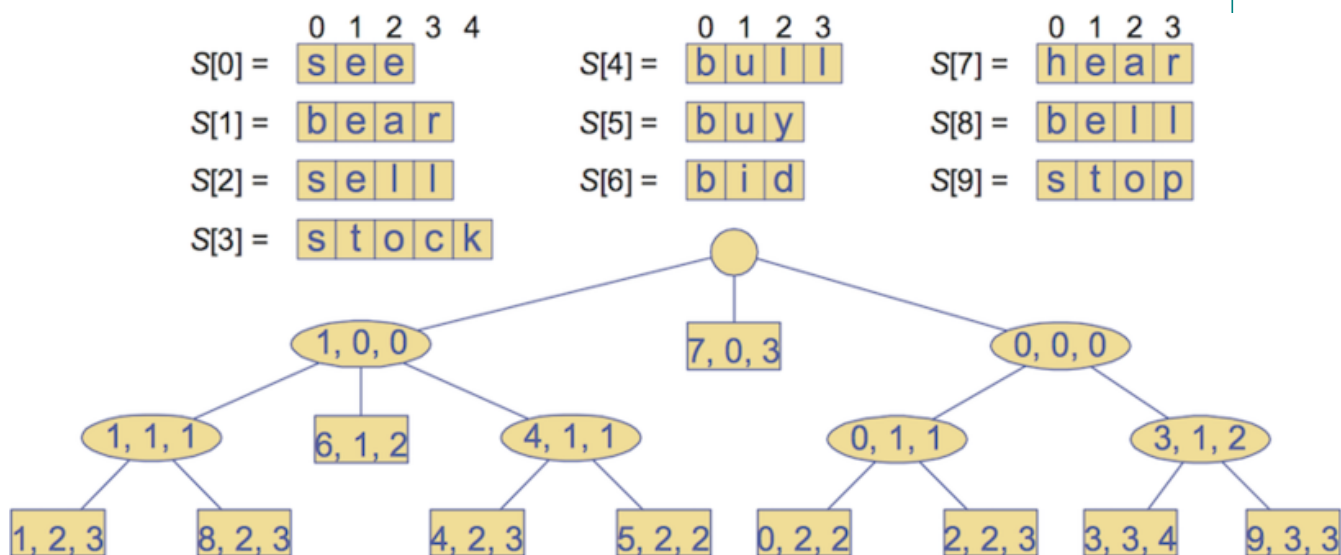 0 1 2 3 4
0 1 2 3
0 1 2 3
S[0] = s e e
S[4] = b u l l
S[7] = h e a r
S[1] = b e a r
S[5] = b u y
S[8] = b e l l
S[2] = s e l l
S[6] = b i d
S[9] = s t o p
S[3] = s t o c k
1, 0, 0
7, 0, 3
0, 0, 0
1, 1, 1
6, 1, 2
4, 1, 1
0, 1, 1
3, 1, 2
1, 2, 3
8, 2, 3
4, 2, 3
5, 2, 2
0, 2, 2
2, 2, 3
3, 3, 4
9, 3, 3